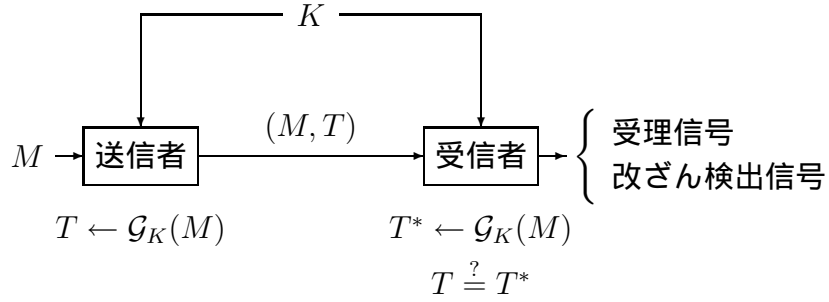 K
(M, T)
M 送信者 受信者 受理信号
改ざん検出信号
T ← 𝒢_K(M) T* ← 𝒢_K(M)
T ≟ T*